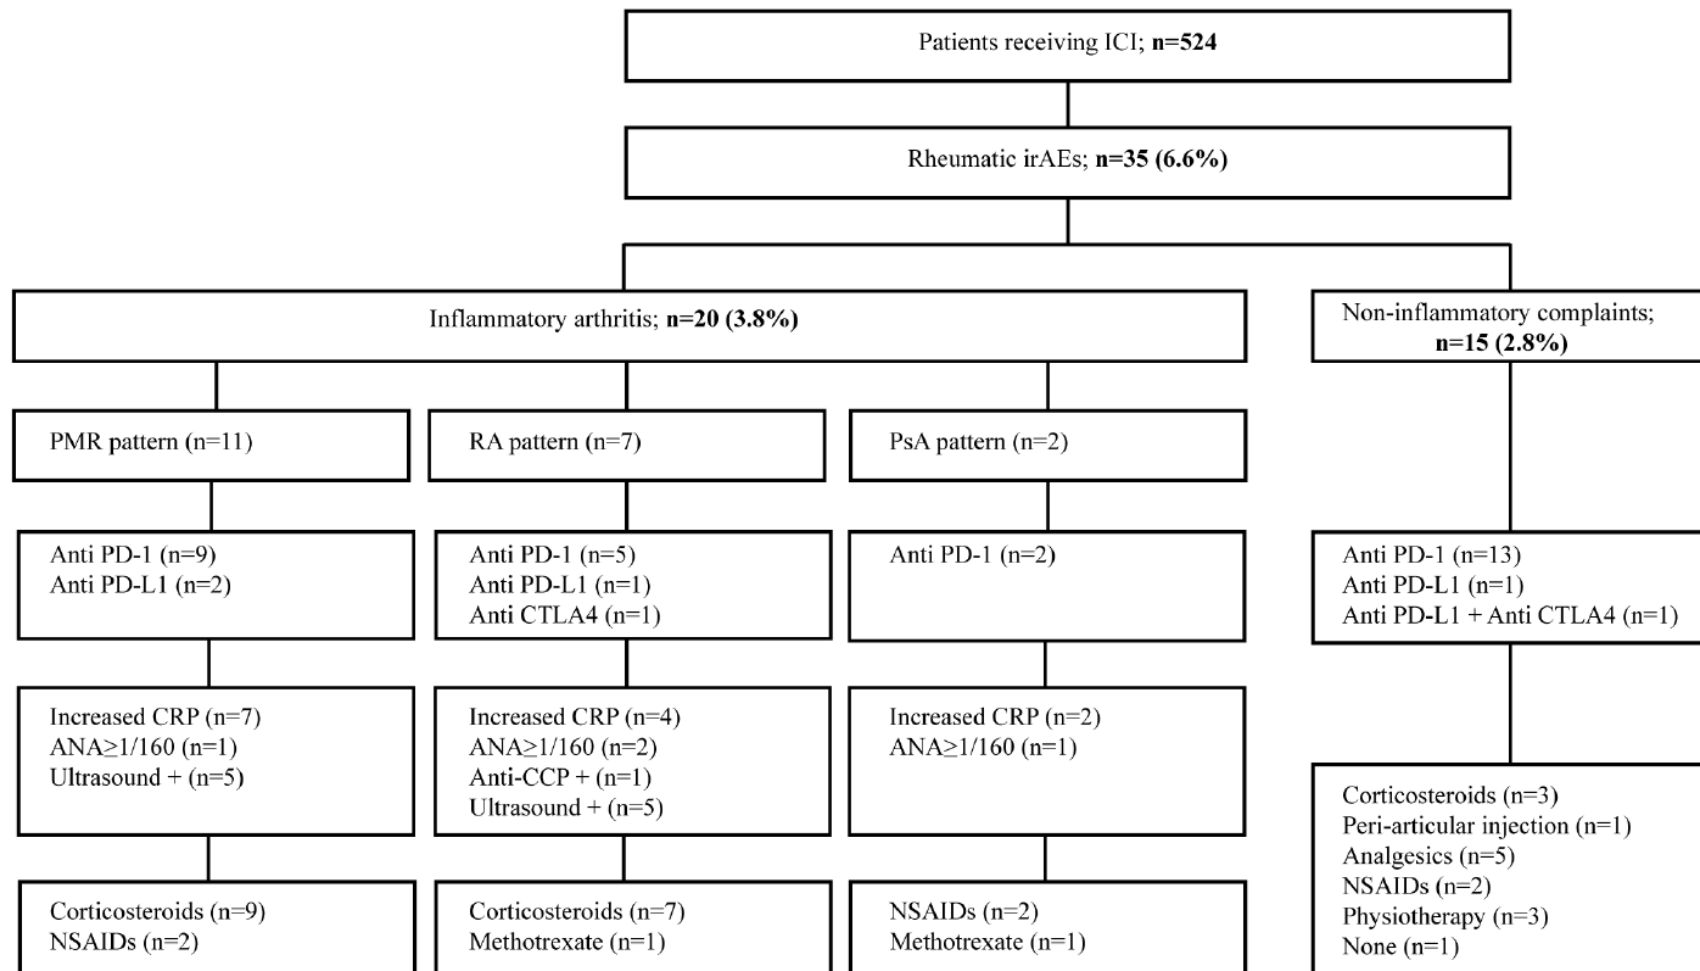 Patients receiving ICI; n=524
Rheumatic irAEs; n=35 (6.6%)
Inflammatory arthritis; n=20 (3.8%)
Non-inflammatory complaints;
n=15 (2.8%)
PMR pattern (n=11)
RA pattern (n=7)
PsA pattern (n=2)
Anti PD-1 (n=9)
Anti PD-L1 (n=2)
Anti PD-1 (n=5)
Anti PD-L1 (n=1)
Anti CTLA4 (n=1)
Anti PD-1 (n=2)
Anti PD-1 (n=13)
Anti PD-L1 (n=1)
Anti PD-L1 + Anti CTLA4 (n=1)
Increased CRP (n=7)
ANA≥1/160 (n=1)
Ultrasound + (n=5)
Increased CRP (n=4)
ANA≥1/160 (n=2)
Anti-CCP + (n=1)
Ultrasound + (n=5)
Increased CRP (n=2)
ANA≥1/160 (n=1)
Corticosteroids (n=9)
NSAIDs (n=2)
Corticosteroids (n=7)
Methotrexate (n=1)
NSAIDs (n=2)
Methotrexate (n=1)
Corticosteroids (n=3)
Peri-articular injection (n=1)
Analgesics (n=5)
NSAIDs (n=2)
Physiotherapy (n=3)
None (n=1)